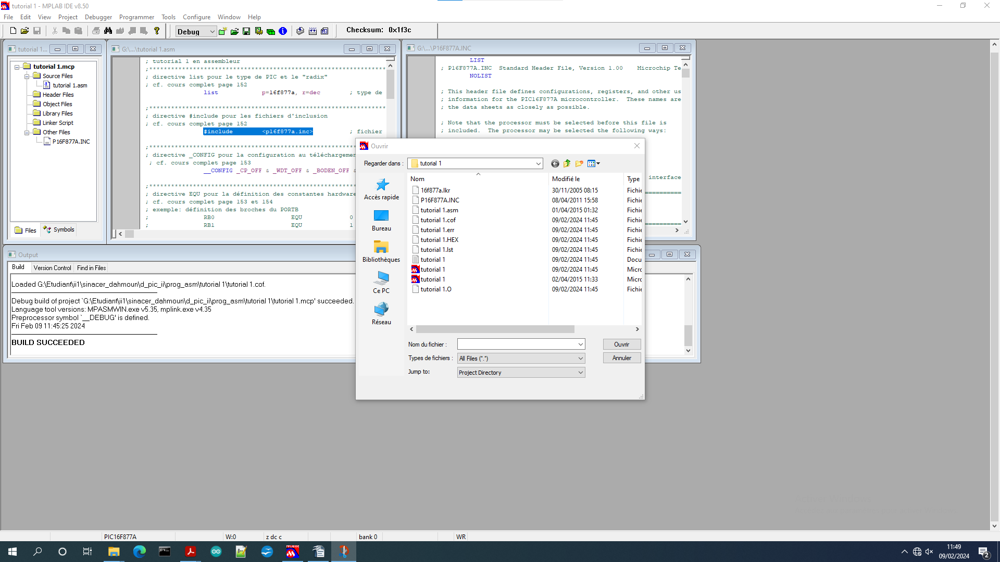 tutorial 1 - MPLAB IDE v8.50
File Edit View Project Debugger Programmer Tools Configure Window Help
Debug
Checksum: 0x1f3c
tutorial 1...
tutorial 1.mcp
Source Files
tutorial 1.asm
Header Files
Object Files
Library Files
Linker Script
Other Files
P16F877A.INC
Files Symbols
G:\...\tutorial 1.asm
; tutorial 1 en assembleur
; directive list pour le type de PIC et le "radix"
; cf. cours complet page 152
list p=16f877a, r=dec ; type de
; directive #include pour les fichiers d'inclusion
; cf. cours complet page 152
#include <p16f877a.inc> ; fichier
; directive _CONFIG pour la configuration au téléchargemen
; cf. cours complet page 153
__CONFIG _CP_OFF & _WDT_OFF & _BODEN_OFF &
; directive EQU pour la définition des constantes hardware
; cf. cours complet page 153 et 154
; exemple: définition des broches du PORTB
; RB0 EQU 0
; RB1 EQU 1
G:\...\P16F877A.INC
LIST
; P16F877A.INC Standard Header File, Version 1.00 Microchip Te
NOLIST
; This header file defines configurations, registers, and other us
; information for the PIC16F877A microcontroller. These names are
; the data sheets as closely as possible.
; Note that the processor must be selected before this file is
; included. The processor may be selected the following ways:
interface
Ouvrir
Regarder dans : tutorial 1
Accès rapide
Bureau
Bibliothèques
Ce PC
Réseau
Nom Modifié le Type
16f877a.lkr 30/11/2005 08:15 Fichie
P16F877A.INC 08/04/2011 15:58 Fichie
tutorial 1.asm 01/04/2015 01:32 Fichie
tutorial 1.cof 09/02/2024 11:45 Fichie
tutorial 1.err 09/02/2024 11:45 Fichie
tutorial 1.HEX 09/02/2024 11:45 Fichie
tutorial 1.lst 09/02/2024 11:45 Fichie
tutorial 1 09/02/2024 11:45 Docu
tutorial 1 09/02/2024 11:45 Micro
tutorial 1 02/04/2015 11:33 Micro
tutorial 1.O 09/02/2024 11:45 Fichie
Nom du fichier : Ouvrir
Types de fichiers : All Files (*.*) Annuler
Jump to: Project Directory
Output
Build Version Control Find in Files
Loaded G:\Etudiant\ii1\sinacer_dahmoun\d_pic_ii\prog_asm\tutorial 1\tutorial 1.cof.
Debug build of project `G:\Etudiant\ii1\sinacer_dahmoun\d_pic_ii\prog_asm\tutorial 1\tutorial 1.mcp' succeeded.
Language tool versions: MPASMWIN.exe v5.35, mplink.exe v4.35
Preprocessor symbol `__DEBUG' is defined.
Fri Feb 09 11:45:25 2024
BUILD SUCCEEDED
PIC16F877A W:0 z dc c bank 0 WR
11:49
09/02/2024
2